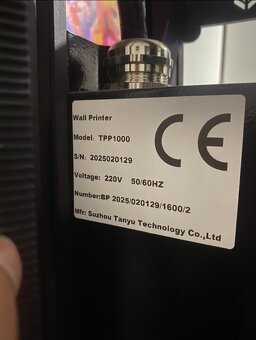 Wall Printer
Model: TPP1000
S/N: 2025020129
Voltage: 220V 50/60HZ
Number:BP 2025/020129/1600/2
Mfr: Suzhou Tanyu Technology Co.,Ltd
CE